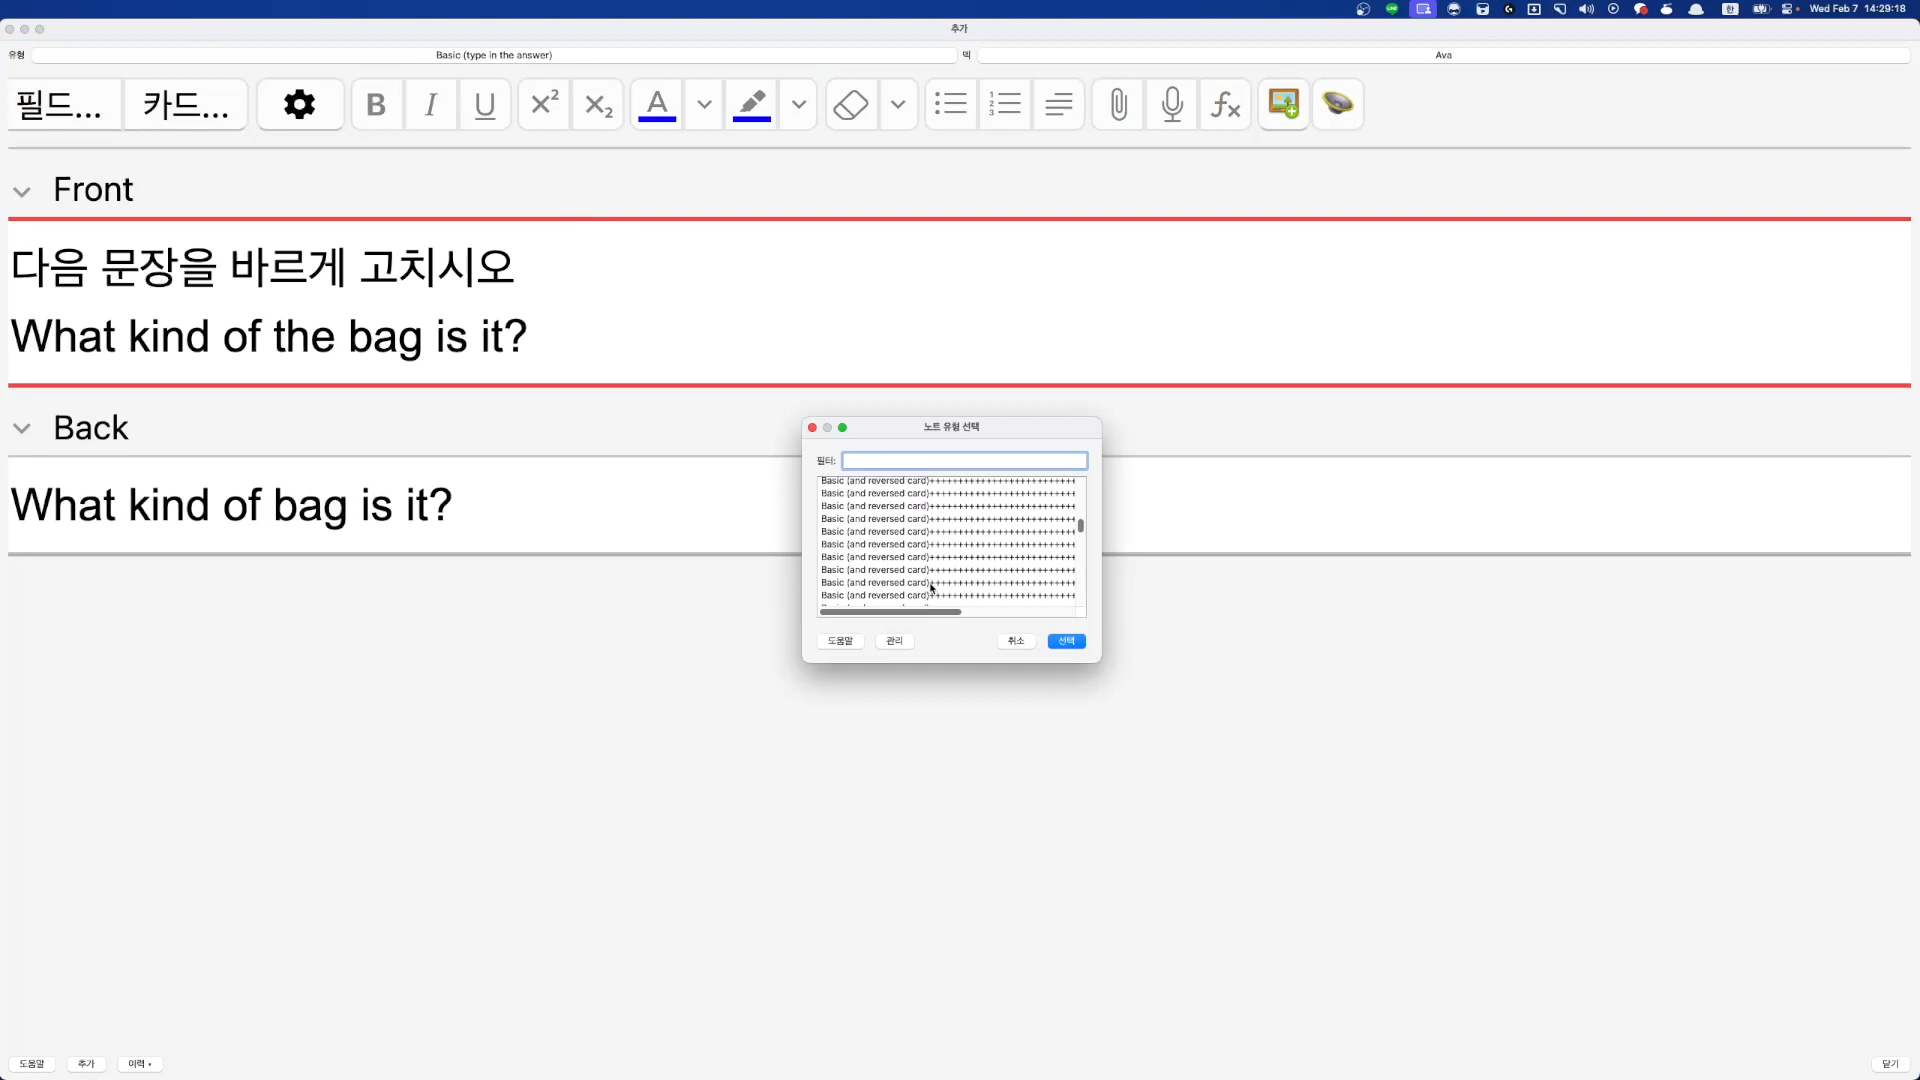 Wed Feb 7 14:29:18
추가
유형
Basic (type in the answer)
덱
Ava
필드...
카드...
Front
다음 문장을 바르게 고치시오
What kind of the bag is it?
Back
What kind of bag is it?
노트 유형 선택
필터:
Basic (and reversed card)++++++++++++++++++++++++++
Basic (and reversed card)++++++++++++++++++++++++++
Basic (and reversed card)++++++++++++++++++++++++++
Basic (and reversed card)++++++++++++++++++++++++++
Basic (and reversed card)++++++++++++++++++++++++++
Basic (and reversed card)++++++++++++++++++++++++++
Basic (and reversed card)++++++++++++++++++++++++++
Basic (and reversed card)++++++++++++++++++++++++++
Basic (and reversed card)++++++++++++++++++++++++++
Basic (and reversed card)++++++++++++++++++++++++++
도움말
관리
취소
선택
도움말
추가
이력
닫기